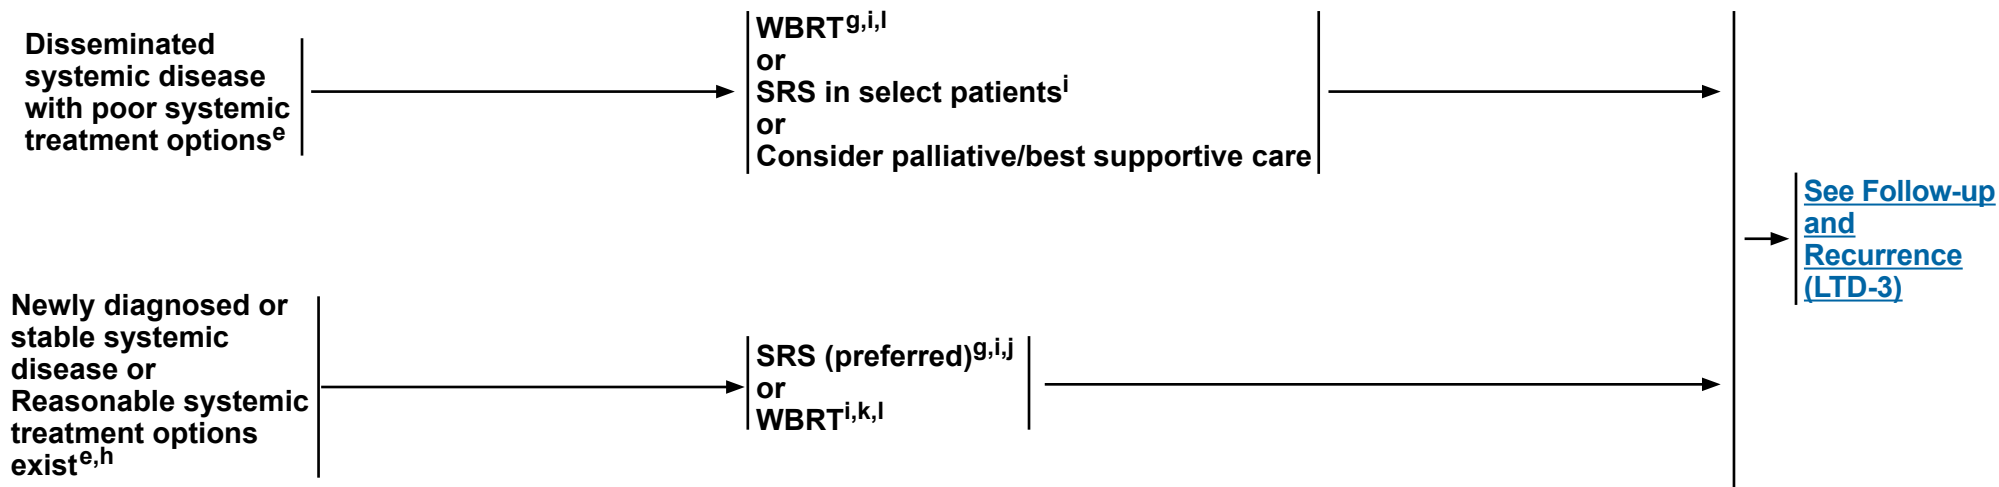 Disseminated
systemic disease
with poor systemic
treatment optionsᵉ
WBRTᵍ,ⁱ,ˡ
or
SRS in select patientsⁱ
or
Consider palliative/best supportive care
Newly diagnosed or
stable systemic
disease or
Reasonable systemic
treatment options
existᵉ,ʰ
SRS (preferred)ᵍ,ⁱ,ʲ
or
WBRTⁱ,ᵏ,ˡ
See Follow-up
and
Recurrence
(LTD-3)